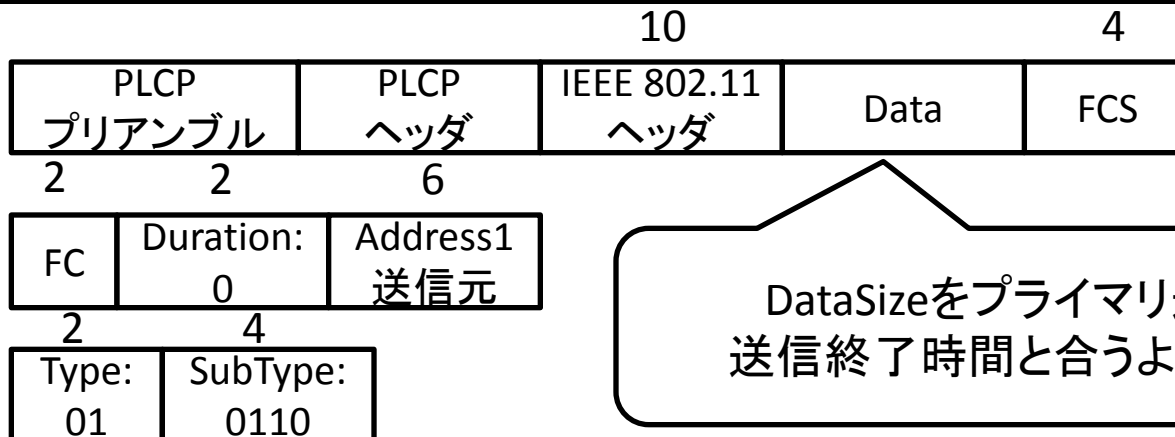 10 4
PLCP PLCP IEEE 802.11 Data FCS
プリアンブル ヘッダ ヘッダ
2 2 6
FC Duration: Address1
0 送信元
DataSizeをプライマリ
2 4
送信終了時間と合うよ
Type: SubType:
01 0110